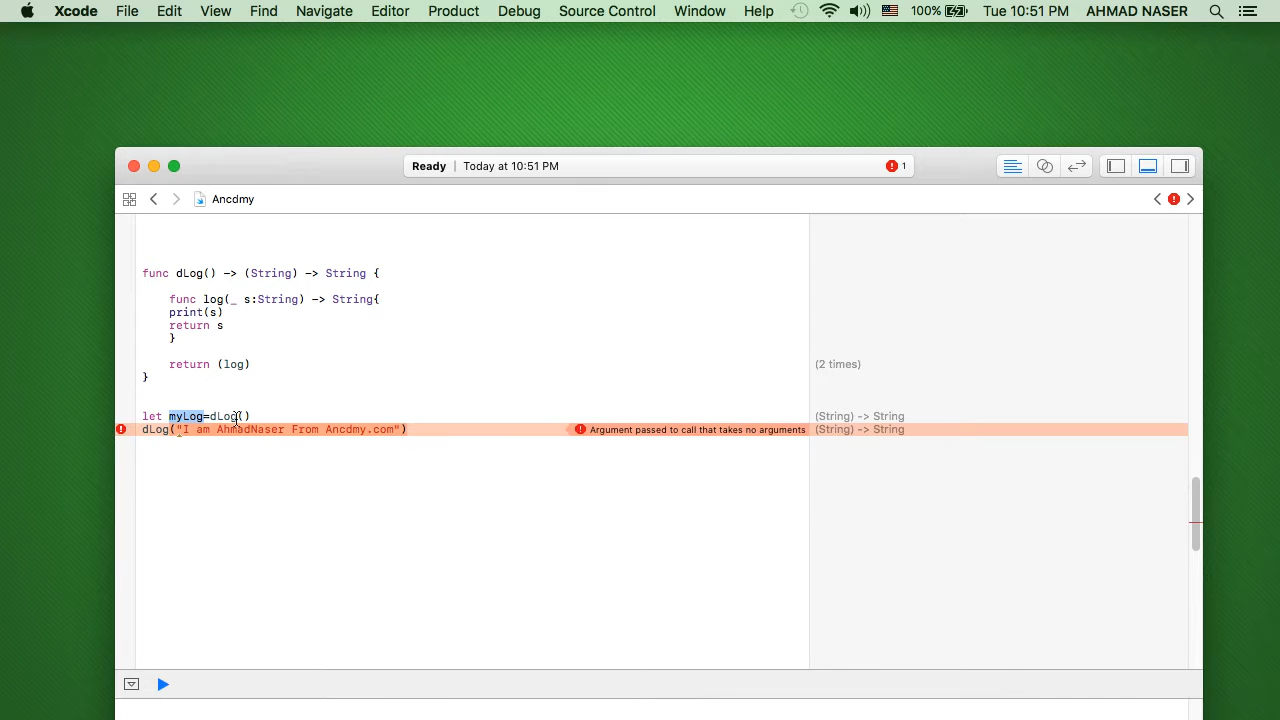 Xcode File Edit View Find Navigate Editor Product Debug Source Control Window Help 100% Tue 10:51 PM AHMAD NASER
Ready Today at 10:51 PM 1
Ancdmy
func dLog() -> (String) -> String {
func log(_ s:String) -> String{
print(s)
return s
}
return (log) (2 times)
}
let myLog=dLog() (String) -> String
dLog("I am AhmadNaser From Ancdmy.com") Argument passed to call that takes no arguments (String) -> String